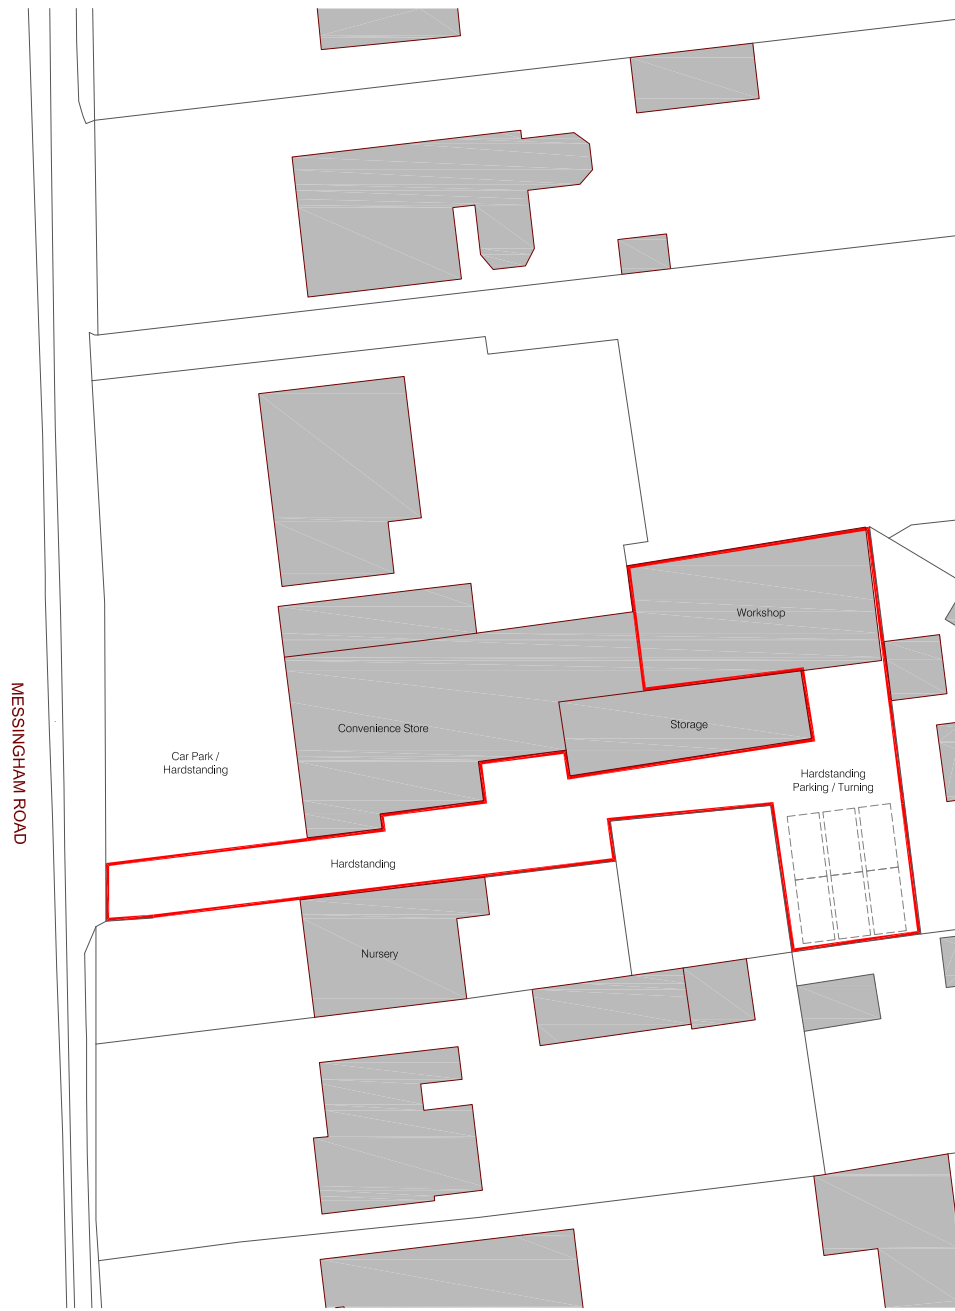 Workshop
Storage
Convenience Store
Car Park /
Hardstanding
Hardstanding
Parking / Turning
Hardstanding
Nursery
MESSINGHAM ROAD